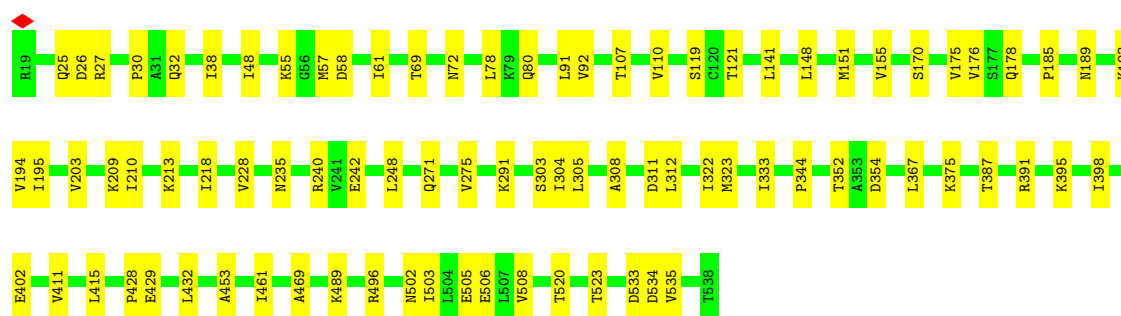 R19 Q25 D26 R27 P30 A31 Q32 I38 I48 K55 G56 M57 D58 I61 T69 N72 L78 K79 Q80 L91 V92 T107 V110 S119 C120 T121 L141 L148 M151 V155 S170 V175 V176 S177 Q178 P185 N189
V194 I195 V203 K209 I210 K213 I218 V228 N235 R240 V241 E242 L248 Q271 V275 K291 S303 I304 L305 A308 D311 L312 I322 M323 I333 P344 T352 A353 D354 L367 K375 T387 R391 K395 I398
E402 V411 L415 P428 E429 L432 A453 I461 A469 K489 R496 N502 I503 L504 E505 E506 L507 V508 T520 T523 D533 D534 V535 T538